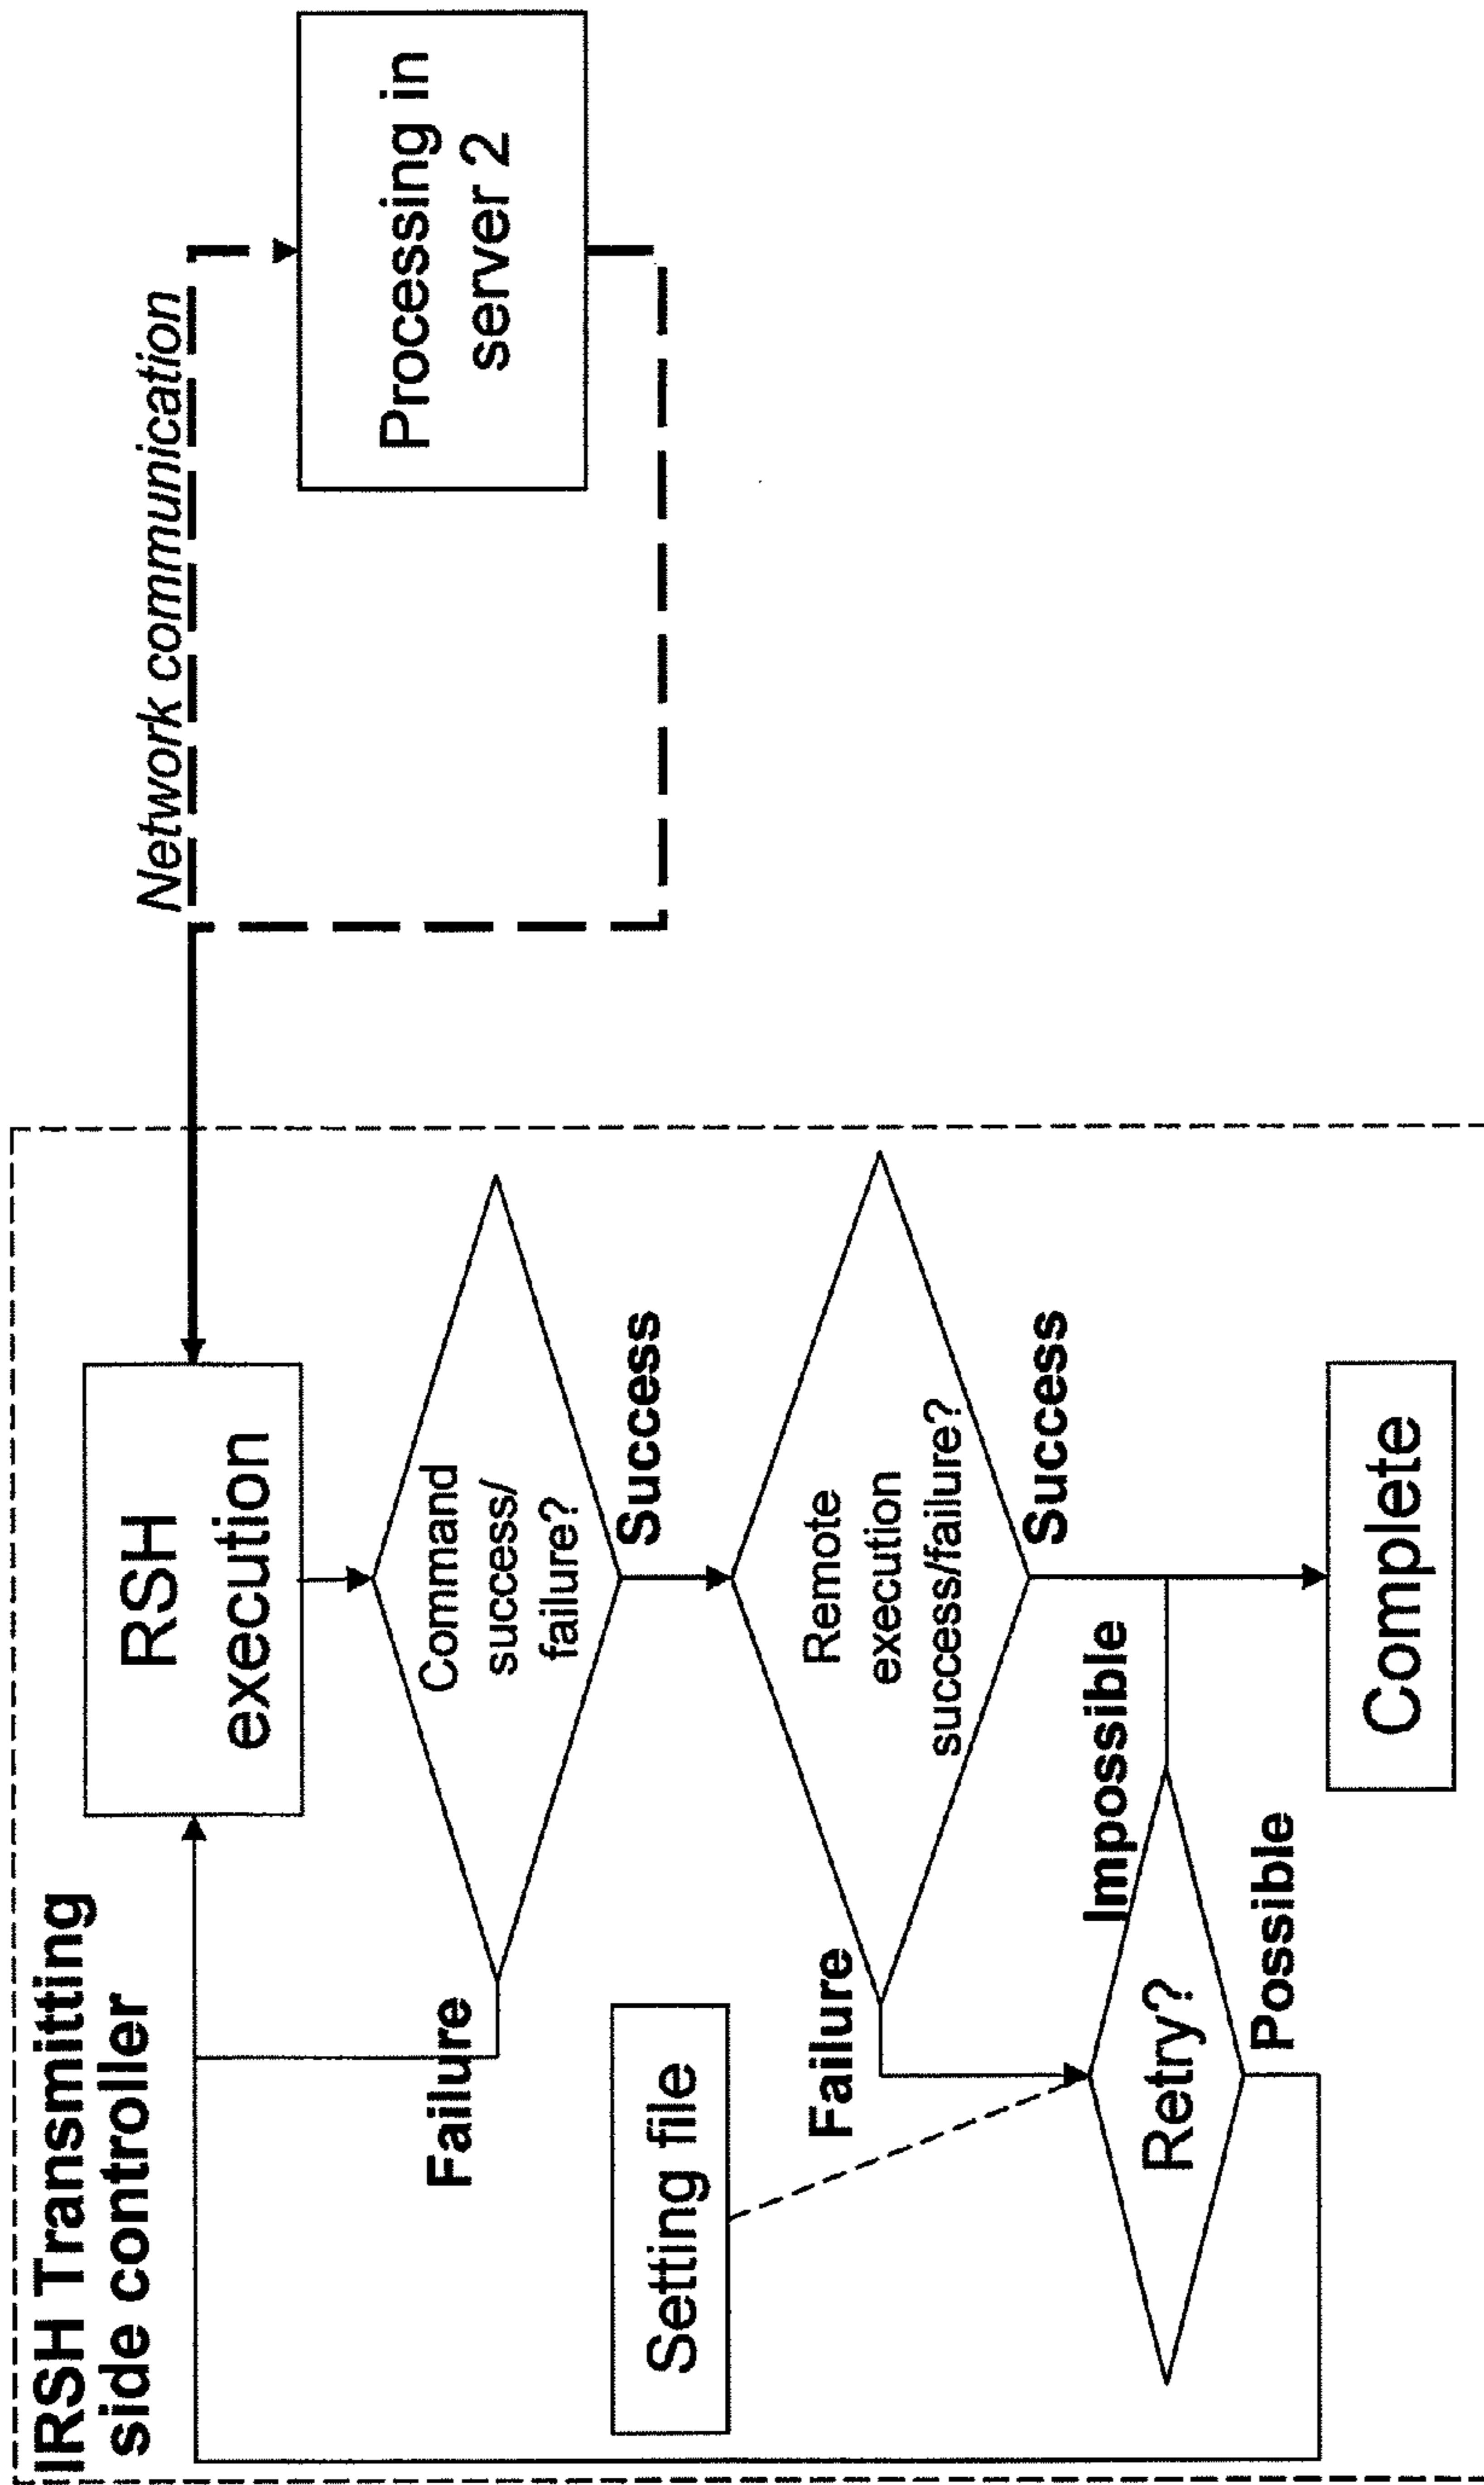 IRSH Transmitting
side controller
RSH
execution
Network communication
Processing in
server 2
Command
success/
failure?
Failure
Success
Setting file
Remote
execution
success/failure?
Failure
Success
Retry?
Impossible
Possible
Complete